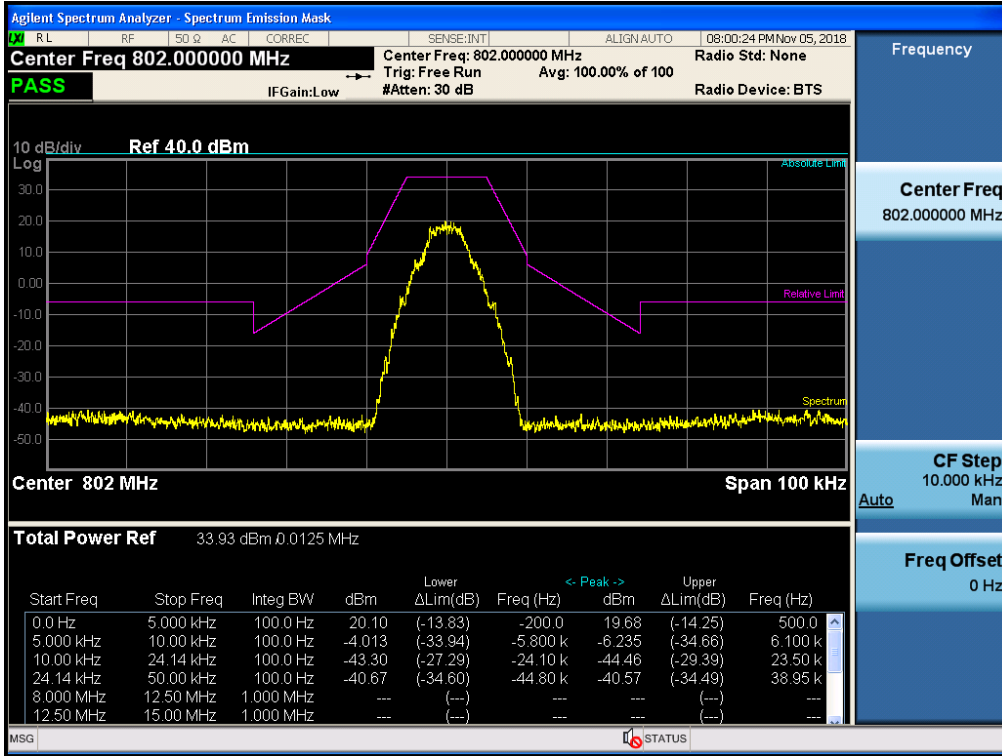 Agilent Spectrum Analyzer - Spectrum Emission Mask
LXI RL RF 50 Ω AC CORREC SENSE:INT ALIGN AUTO 08:00:24 PM Nov 05, 2018
Center Freq 802.000000 MHz
Center Freq: 802.000000 MHz Radio Std: None
Trig: Free Run Avg: 100.00% of 100
PASS IFGain:Low #Atten: 30 dB Radio Device: BTS
10 dB/div Ref 40.0 dBm
Log
Absolute Limit
30.0
20.0
10.0
0.00
Relative Limit
-10.0
-20.0
-30.0
-40.0
Spectrum
-50.0
Center 802 MHz Span 100 kHz
Total Power Ref 33.93 dBm / 0.0125 MHz
Lower <- Peak -> Upper
Start Freq Stop Freq Integ BW dBm ΔLim(dB) Freq (Hz) dBm ΔLim(dB) Freq (Hz)
0.0 Hz 5.000 kHz 100.0 Hz 20.10 (-13.83) -200.0 19.68 (-14.25) 500.0
5.000 kHz 10.00 kHz 100.0 Hz -4.013 (-33.94) -5.800 k -6.235 (-34.66) 6.100 k
10.00 kHz 24.14 kHz 100.0 Hz -43.30 (-27.29) -24.10 k -44.46 (-29.39) 23.50 k
24.14 kHz 50.00 kHz 100.0 Hz -40.67 (-34.60) -44.80 k -40.57 (-34.49) 38.95 k
8.000 MHz 12.50 MHz 1.000 MHz --- (---) --- --- (---) ---
12.50 MHz 15.00 MHz 1.000 MHz --- (---) --- --- (---) ---
MSG STATUS
Frequency
Center Freq
802.000000 MHz
CF Step
10.000 kHz
Auto Man
Freq Offset
0 Hz